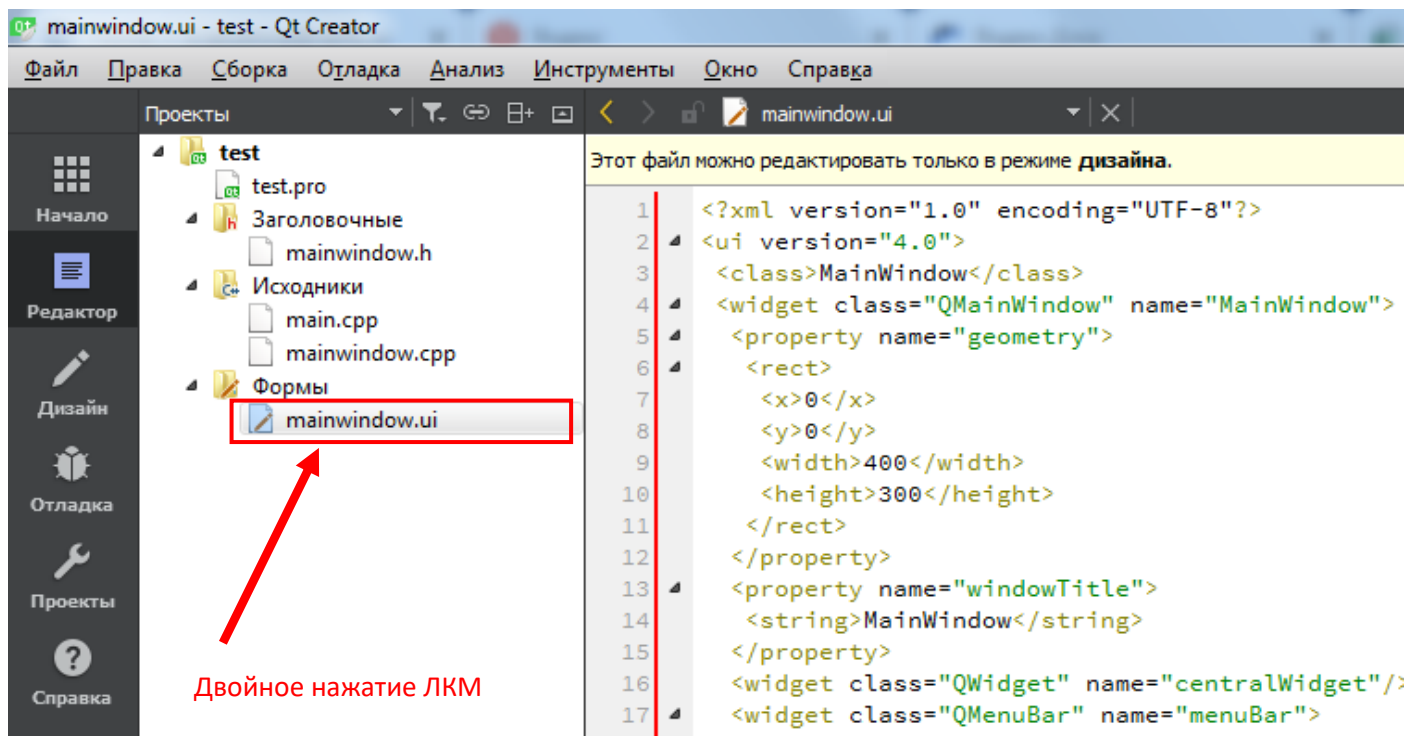 mainwindow.ui - test - Qt Creator
Файл Правка Сборка Отладка Анализ Инструменты Окно Справка
Проекты
mainwindow.ui
Начало
Редактор
Дизайн
Отладка
Проекты
Справка
test
test.pro
Заголовочные
mainwindow.h
Исходники
main.cpp
mainwindow.cpp
Формы
mainwindow.ui
Двойное нажатие ЛКМ
Этот файл можно редактировать только в режиме дизайна.
1 <?xml version="1.0" encoding="UTF-8"?>
2 <ui version="4.0">
3 <class>MainWindow</class>
4 <widget class="QMainWindow" name="MainWindow">
5 <property name="geometry">
6 <rect>
7 <x>0</x>
8 <y>0</y>
9 <width>400</width>
10 <height>300</height>
11 </rect>
12 </property>
13 <property name="windowTitle">
14 <string>MainWindow</string>
15 </property>
16 <widget class="QWidget" name="centralWidget"/>
17 <widget class="QMenuBar" name="menuBar">